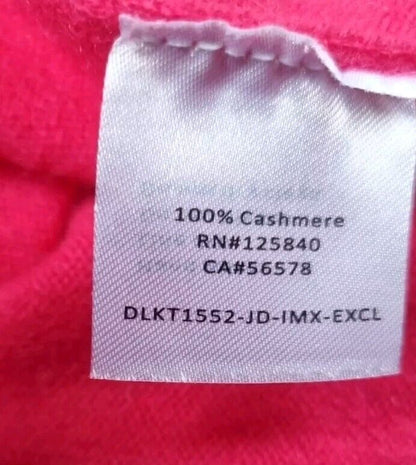 100% Cashmere
RN#125840
CA#56578
DLKT1552-JD-IMX-EXCL